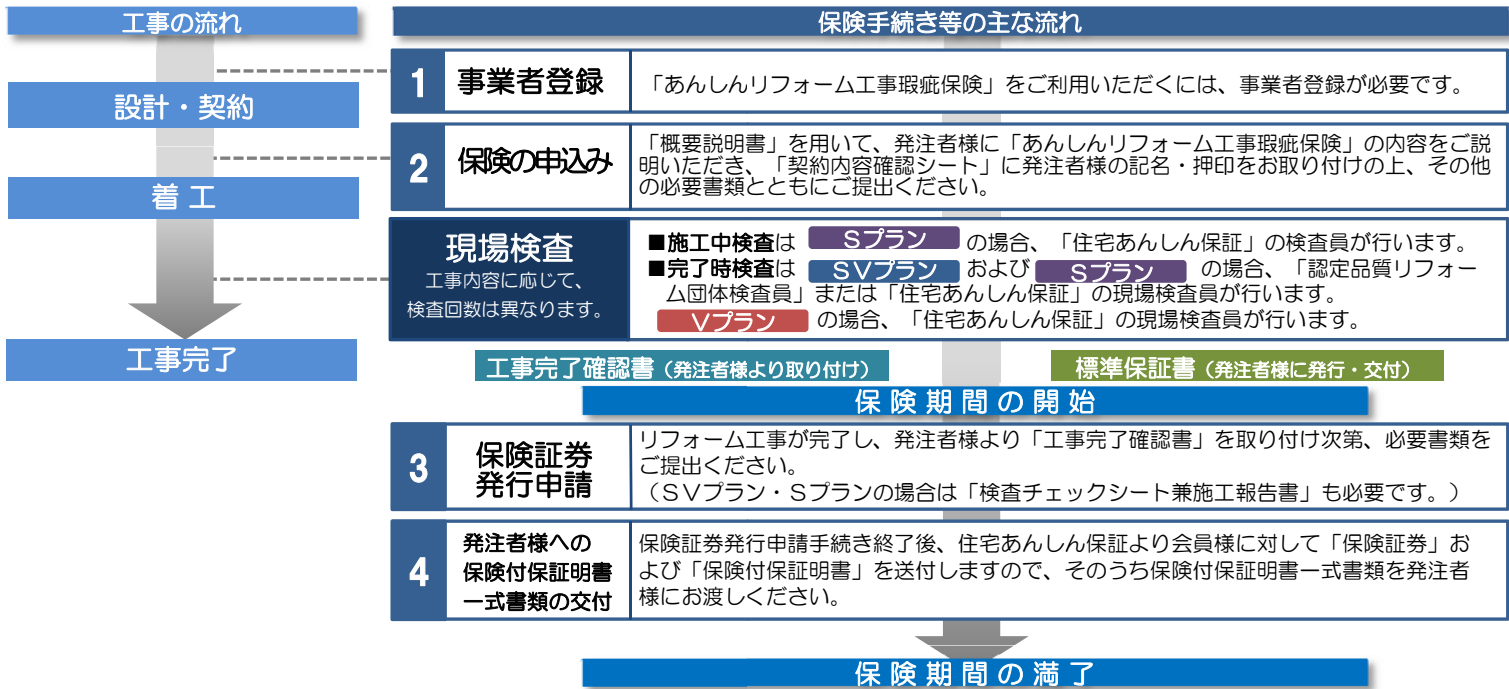 工事の流れ
設計・契約
着 工
工事完了
保険手続き等の主な流れ
1
事業者登録
「あんしんリフォーム工事瑕疵保険」をご利用いただくには、事業者登録が必要です。
2
保険の申込み
「概要説明書」を用いて、発注者様に「あんしんリフォーム工事瑕疵保険」の内容をご説
明いただき、「契約内容確認シート」に発注者様の記名・押印をお取り付けの上、その他
の必要書類とともにご提出ください。
現場検査
工事内容に応じて、
検査回数は異なります。
■施工中検査は Sプラン の場合、「住宅あんしん保証」の検査員が行います。
■完了時検査は SVプラン および Sプラン の場合、「認定品質リフォー
ム団体検査員」または「住宅あんしん保証」の現場検査員が行います。
Vプラン の場合、「住宅あんしん保証」の現場検査員が行います。
工事完了確認書（発注者様より取り付け）
標準保証書（発注者様に発行・交付）
保 険 期 間 の 開 始
3
保険証券
発行申請
リフォーム工事が完了し、発注者様より「工事完了確認書」を取り付け次第、必要書類を
ご提出ください。
（ＳＶプラン・Ｓプランの場合は「検査チェックシート兼施工報告書」も必要です。）
4
発注者様への
保険付保証明書
一式書類の交付
保険証券発行申請手続き終了後、住宅あんしん保証より会員様に対して「保険証券」お
よび「保険付保証明書」を送付しますので、そのうち保険付保証明書一式書類を発注者
様にお渡しください。
保 険 期 間 の 満 了